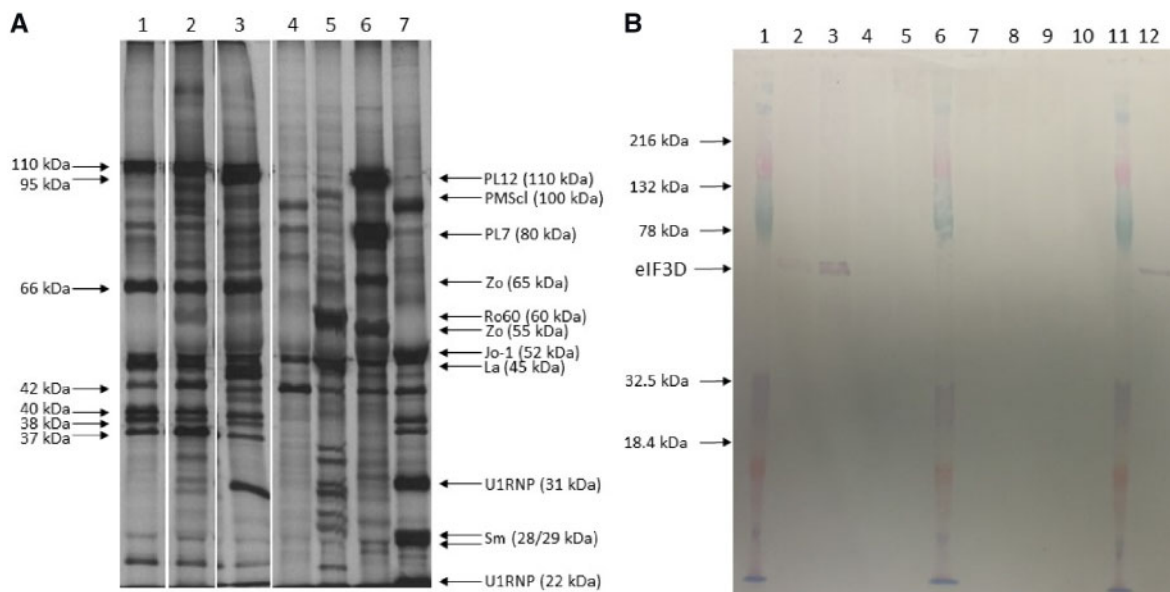 A
1 2 3 4 5 6 7
110 kDa
95 kDa
66 kDa
42 kDa
40 kDa
38 kDa
37 kDa
PL12 (110 kDa)
PMScl (100 kDa)
PL7 (80 kDa)
Zo (65 kDa)
Ro60 (60 kDa)
Zo (55 kDa)
Jo-1 (52 kDa)
La (45 kDa)
U1RNP (31 kDa)
Sm (28/29 kDa)
U1RNP (22 kDa)
B
1 2 3 4 5 6 7 8 9 10 11 12
216 kDa
132 kDa
78 kDa
eIF3D
32.5 kDa
18.4 kDa